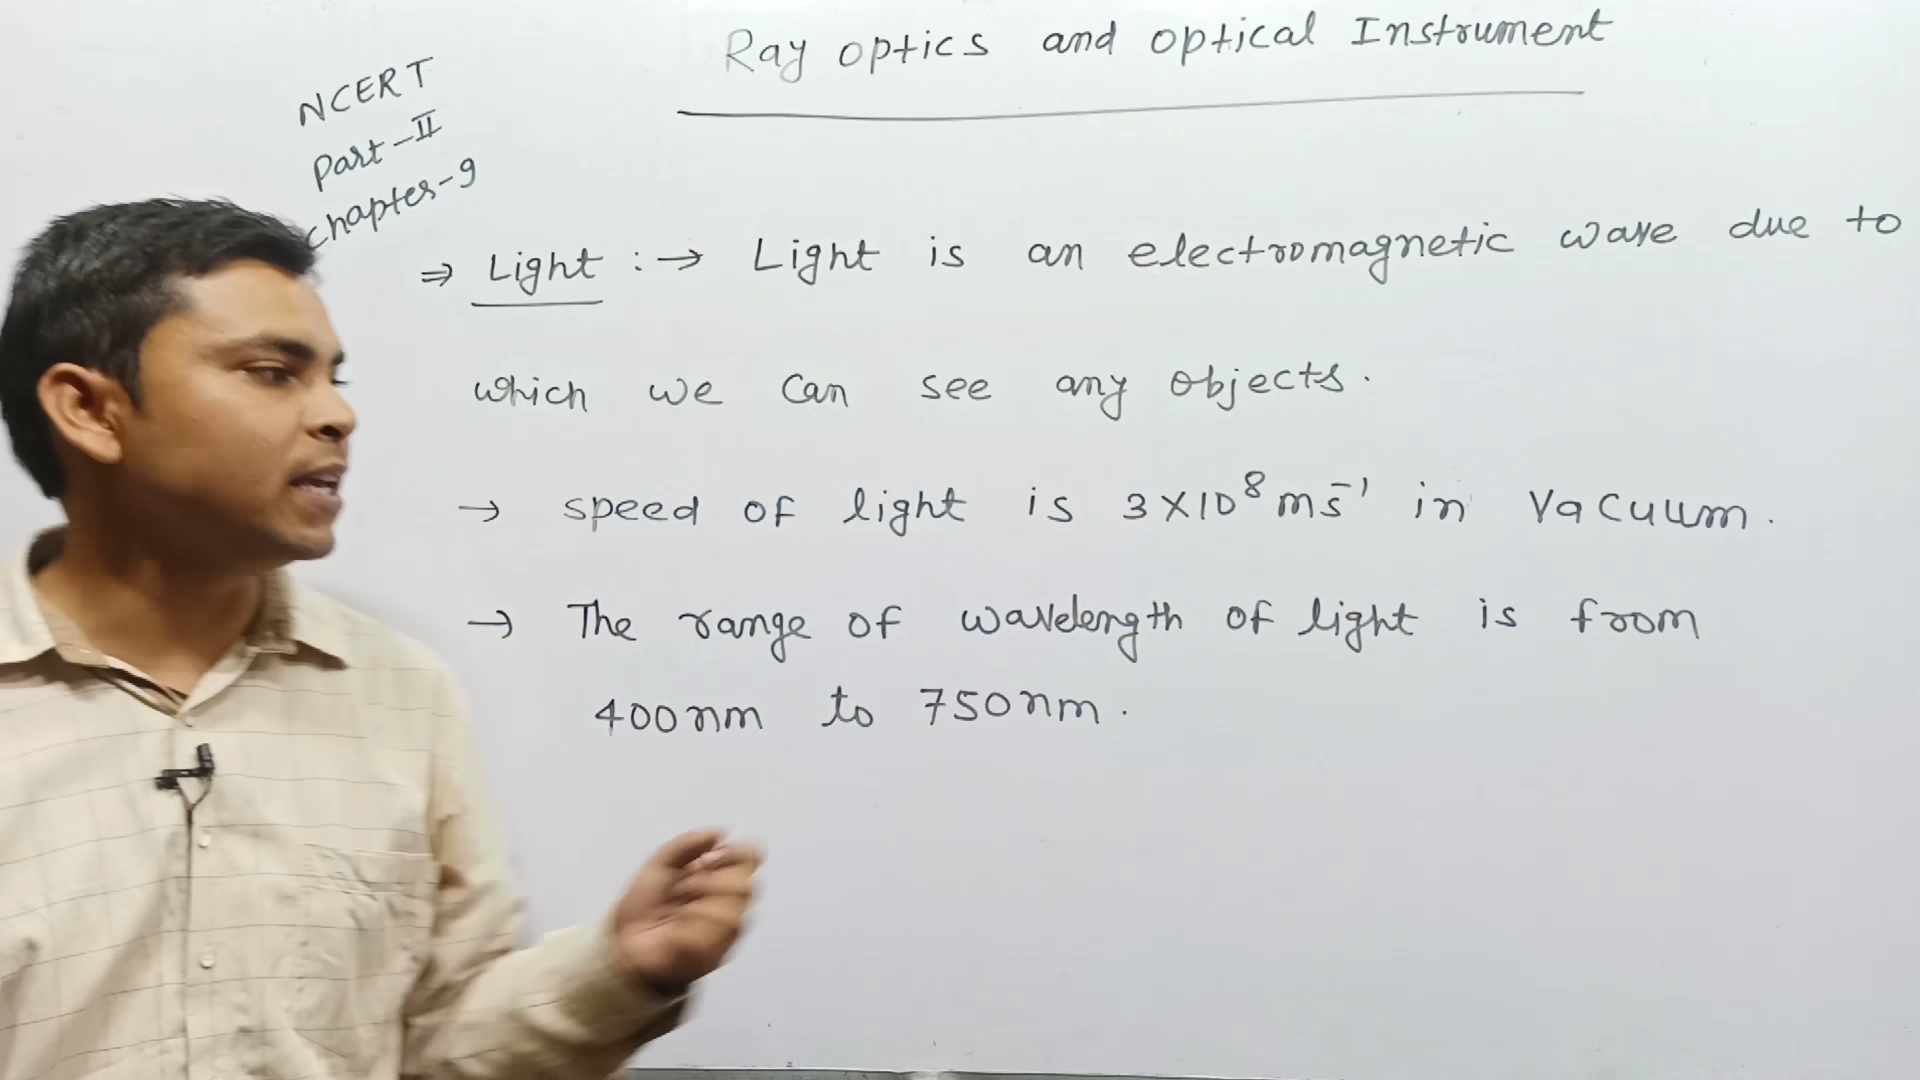 Ray optics and optical Instrument
NCERT
Part-II
Chapter-9
⇒ Light :→ Light is an electromagnetic wave due to
which we can see any objects.
→ speed of light is 3×10⁸ ms⁻¹ in vacuum.
→ The range of wavelength of light is from
400nm to 750nm.